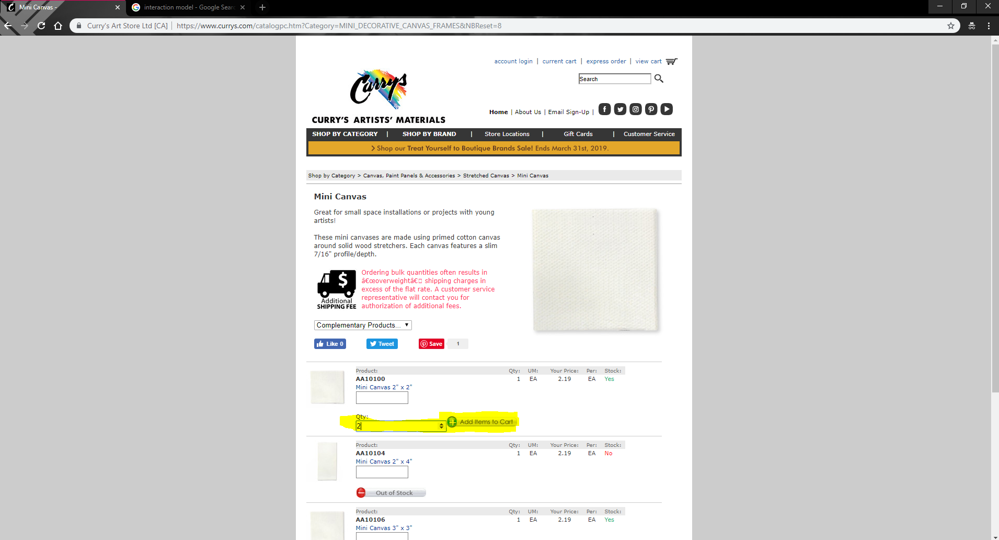 Mini Canvas -
interaction model - Google Sear
Curry's Art Store Ltd [CA] | https://www.currys.com/catalogpc.htm?Category=MINI_DECORATIVE_CANVAS_FRAMES&NBReset=8
account login | current cart | express order | view cart
Search
Currys
CURRY'S ARTISTS' MATERIALS
Home | About Us | Email Sign-Up |
SHOP BY CATEGORY | SHOP BY BRAND | Store Locations | Gift Cards | Customer Service
> Shop our Treat Yourself to Boutique Brands Sale! Ends March 31st, 2019.
Shop by Category > Canvas, Paint Panels & Accessories > Stretched Canvas > Mini Canvas
Mini Canvas
Great for small space installations or projects with young
artists!
These mini canvases are made using primed cotton canvas
around solid wood stretchers. Each canvas features a slim
7/16" profile/depth.
$
Additional
SHIPPING FEE
Ordering bulk quantities often results in
â€œoverweightâ€□ shipping charges in
excess of the flat rate. A customer service
representative will contact you for
authorization of additional fees.
Complementary Products...
Like 0
Tweet
Save
1
Product: Qty: UM: Your Price: Per: Stock:
AA10100 1 EA 2.19 EA Yes
Mini Canvas 2" x 2"
Qty:
2
Add Items to Cart
Product: Qty: UM: Your Price: Per: Stock:
AA10104 1 EA 2.19 EA No
Mini Canvas 2" x 4"
Out of Stock
Product: Qty: UM: Your Price: Per: Stock:
AA10106 1 EA 2.19 EA Yes
Mini Canvas 3" x 3"